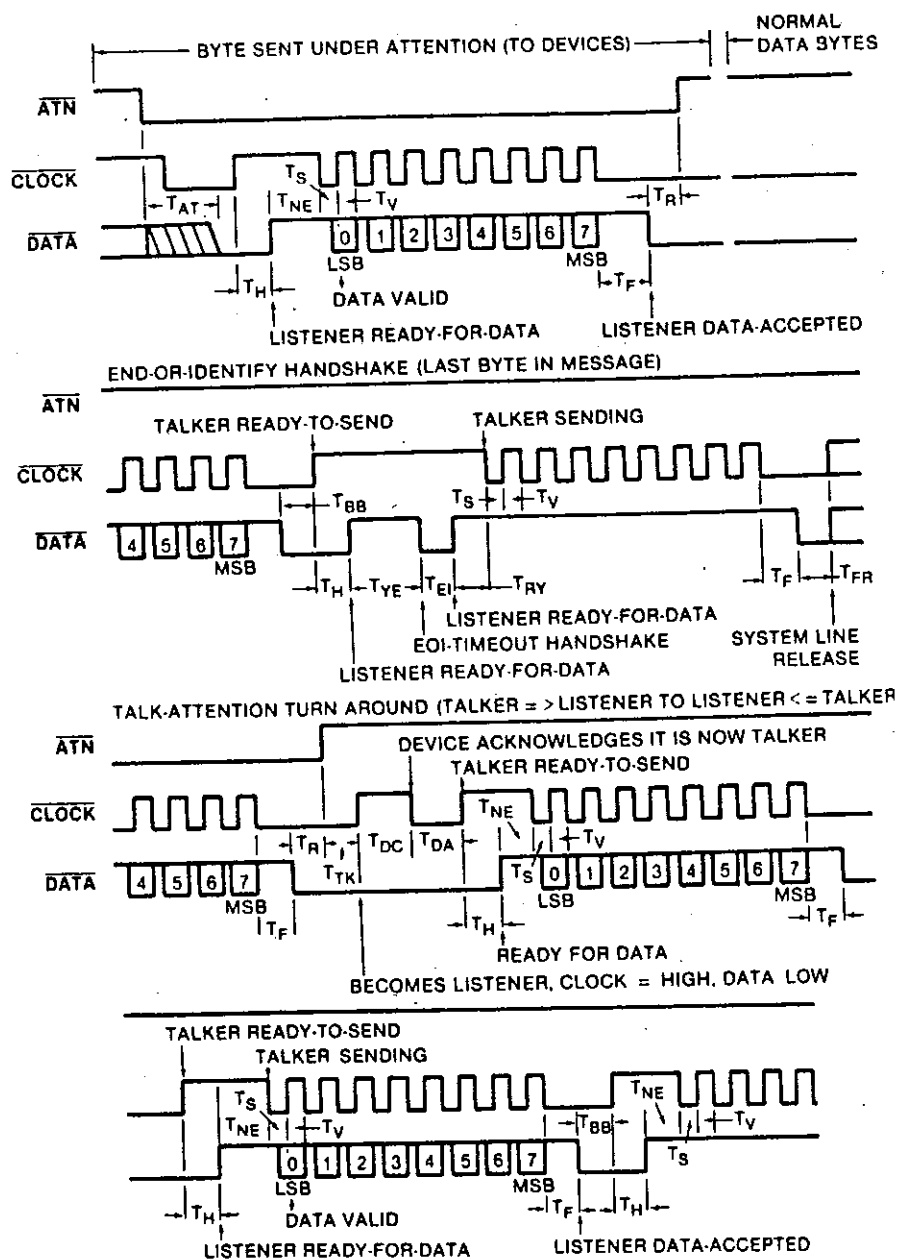 NORMAL
DATA BYTES
BYTE SENT UNDER ATTENTION (TO DEVICES)
ATN
CLOCK
TS
TAT
TNE
TV
TR
DATA
0 1 2 3 4 5 6 7
LSB
MSB
TH
TF
DATA VALID
LISTENER READY-FOR-DATA
LISTENER DATA-ACCEPTED
END-OR-IDENTIFY HANDSHAKE (LAST BYTE IN MESSAGE)
ATN
TALKER READY-TO-SEND
TALKER SENDING
CLOCK
TBB
TS
TV
DATA
4 5 6 7
MSB
TH
TYE
TEI
TRY
TF
TFR
LISTENER READY-FOR-DATA
EOI-TIMEOUT HANDSHAKE
LISTENER READY-FOR-DATA
SYSTEM LINE
RELEASE
TALK-ATTENTION TURN AROUND (TALKER = >LISTENER TO LISTENER < = TALKER
ATN
DEVICE ACKNOWLEDGES IT IS NOW TALKER
TALKER READY-TO-SEND
CLOCK
TNE
TR
TDC
TDA
TV
TTK
TS
DATA
4 5 6 7
0 1 2 3 4 5 6 7
MSB
LSB
MSB
TF
TH
TF
READY FOR DATA
BECOMES LISTENER, CLOCK = HIGH, DATA LOW
TALKER READY-TO-SEND
TALKER SENDING
TS
TNE
TNE
TV
TBB
TV
TS
0 1 2 3 4 5 6 7
LSB
MSB
TH
TF
TH
DATA VALID
LISTENER READY-FOR-DATA
LISTENER DATA-ACCEPTED